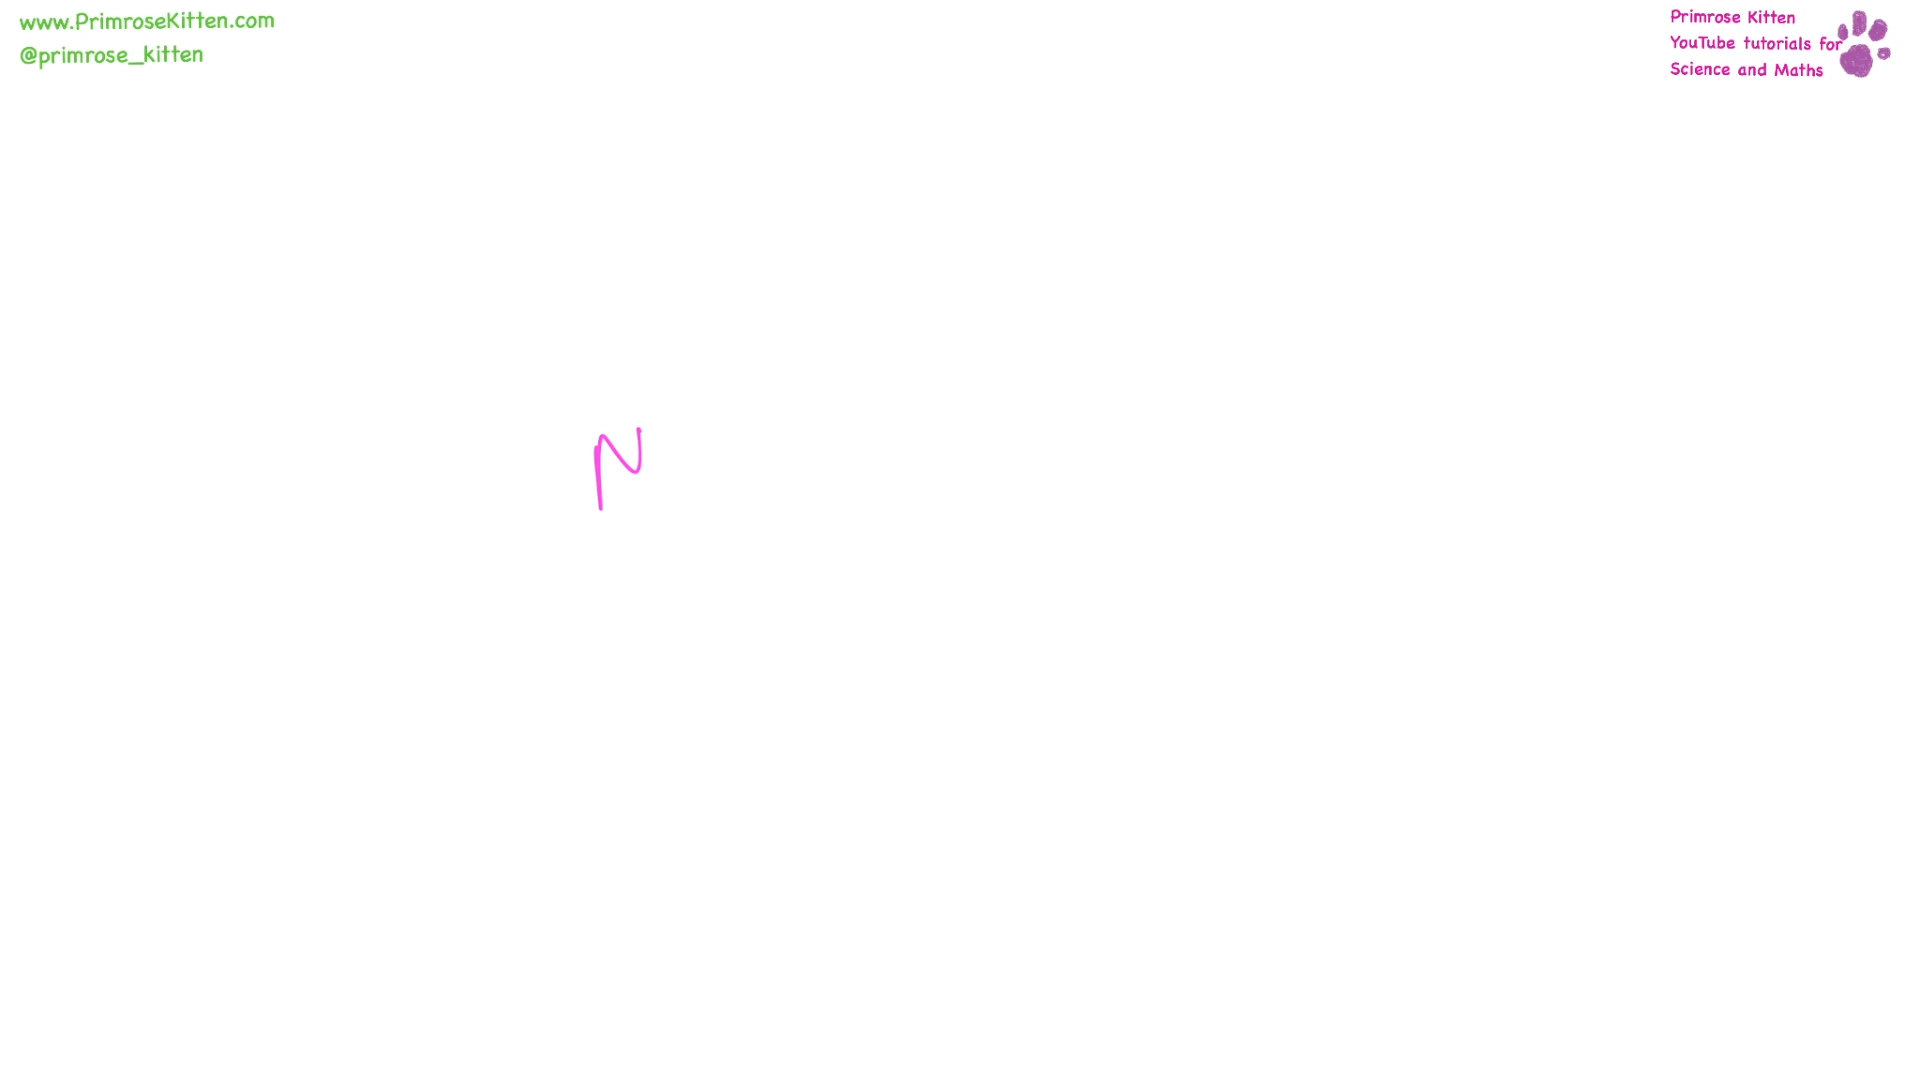 www.PrimroseKitten.com
@primrose_kitten
Primrose Kitten
YouTube tutorials for
Science and Maths
N